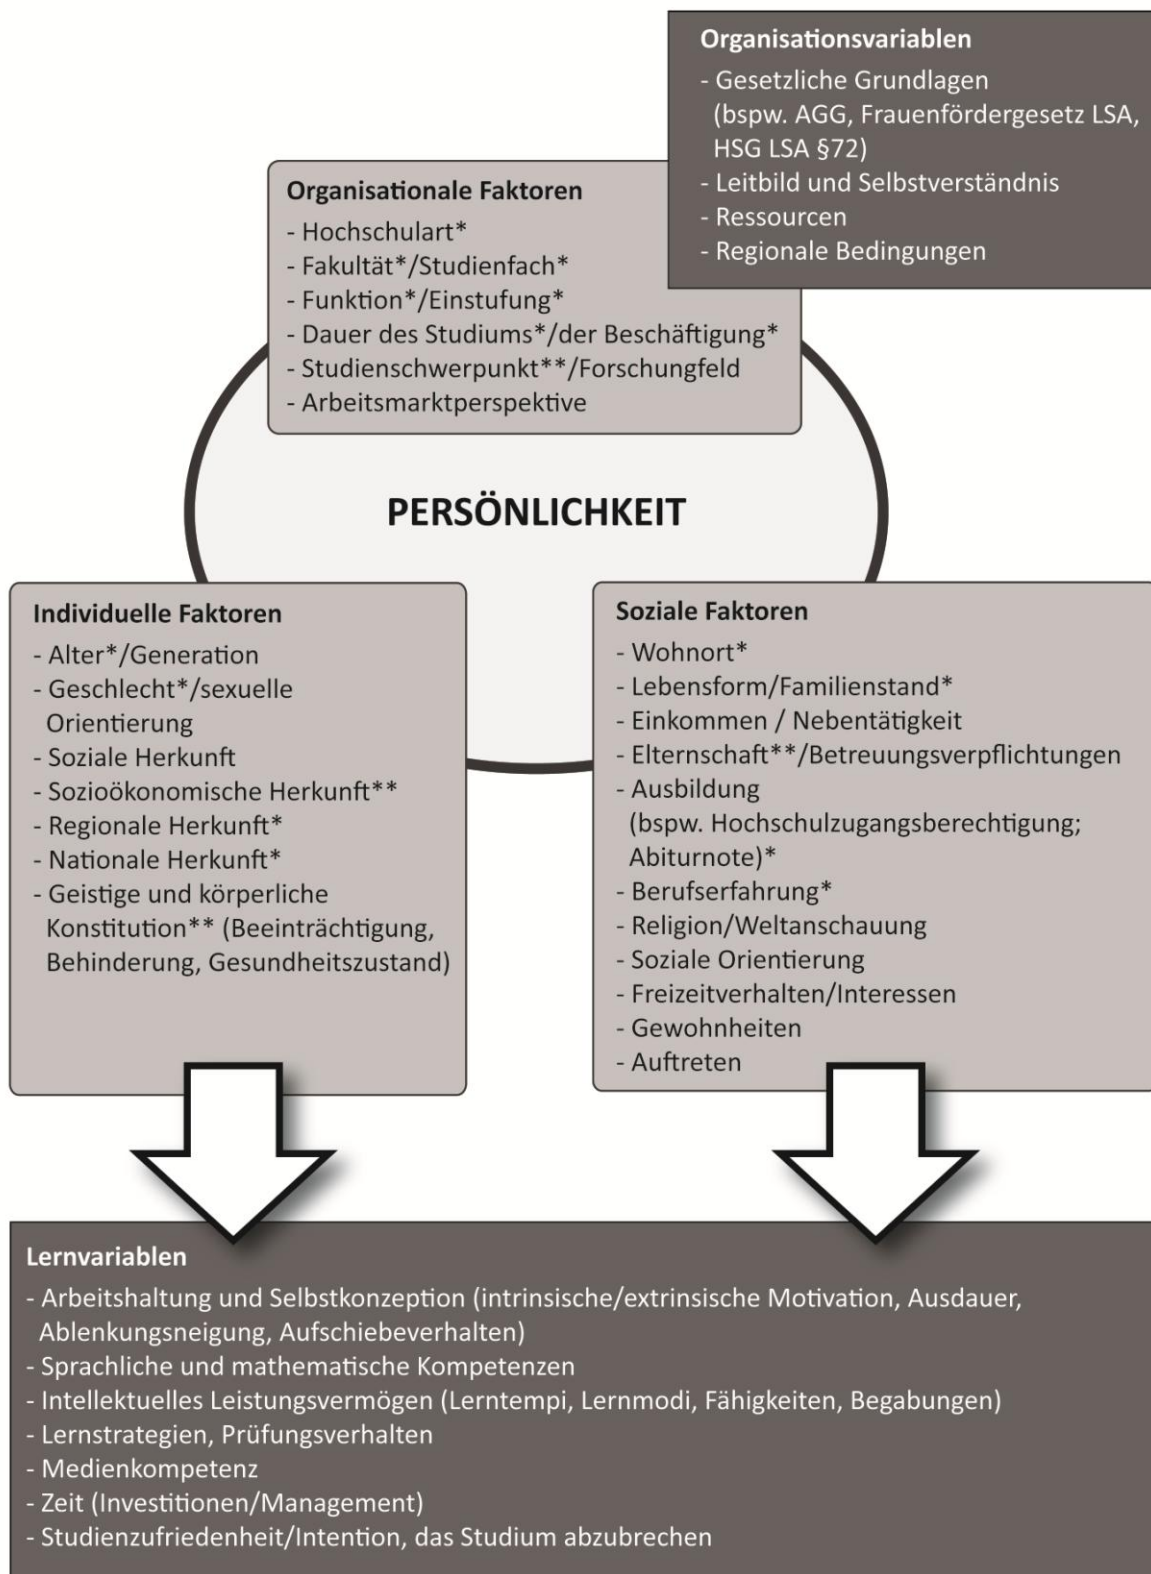 Organisationsvariablen
- Gesetzliche Grundlagen
(bspw. AGG, Frauenfördergesetz LSA,
HSG LSA §72)
- Leitbild und Selbstverständnis
- Ressourcen
- Regionale Bedingungen
Organisationale Faktoren
- Hochschulart*
- Fakultät*/Studienfach*
- Funktion*/Einstufung*
- Dauer des Studiums*/der Beschäftigung*
- Studienschwerpunkt**/Forschungfeld
- Arbeitsmarktperspektive
PERSÖNLICHKEIT
Individuelle Faktoren
- Alter*/Generation
- Geschlecht*/sexuelle
Orientierung
- Soziale Herkunft
- Sozioökonomische Herkunft**
- Regionale Herkunft*
- Nationale Herkunft*
- Geistige und körperliche
Konstitution** (Beeinträchtigung,
Behinderung, Gesundheitszustand)
Soziale Faktoren
- Wohnort*
- Lebensform/Familienstand*
- Einkommen / Nebentätigkeit
- Elternschaft**/Betreuungsverpflichtungen
- Ausbildung
(bspw. Hochschulzugangsberechtigung;
Abiturnote)*
- Berufserfahrung*
- Religion/Weltanschauung
- Soziale Orientierung
- Freizeitverhalten/Interessen
- Gewohnheiten
- Auftreten
Lernvariablen
- Arbeitshaltung und Selbstkonzeption (intrinsische/extrinsische Motivation, Ausdauer,
Ablenkungsneigung, Aufschiebeverhalten)
- Sprachliche und mathematische Kompetenzen
- Intellektuelles Leistungsvermögen (Lerntempi, Lernmodi, Fähigkeiten, Begabungen)
- Lernstrategien, Prüfungsverhalten
- Medienkompetenz
- Zeit (Investitionen/Management)
- Studienzufriedenheit/Intention, das Studium abzubrechen